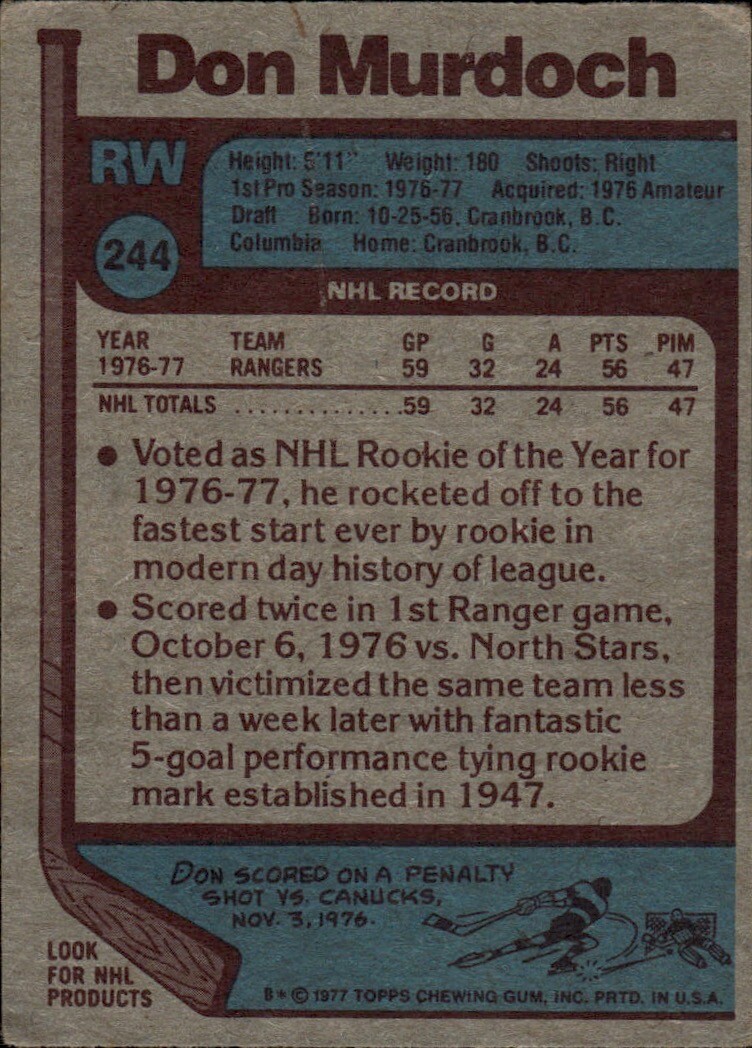 Don Murdoch
RW
Height: 5'11" Weight: 180 Shoots: Right
1st Pro Season: 1976-77 Acquired: 1976 Amateur
Draft Born: 10-25-56, Cranbrook, B.C.
Columbia Home: Cranbrook, B.C.
244
NHL RECORD
YEAR TEAM GP G A PTS PIM
1976-77 RANGERS 59 32 24 56 47
NHL TOTALS ..............59 32 24 56 47
● Voted as NHL Rookie of the Year for
1976-77, he rocketed off to the
fastest start ever by rookie in
modern day history of league.
● Scored twice in 1st Ranger game,
October 6, 1976 vs. North Stars,
then victimized the same team less
than a week later with fantastic
5-goal performance tying rookie
mark established in 1947.
DON SCORED ON A PENALTY
SHOT VS. CANUCKS,
NOV. 3, 1976.
LOOK
FOR NHL
PRODUCTS
B* © 1977 TOPPS CHEWING GUM, INC. PRTD. IN U.S.A.